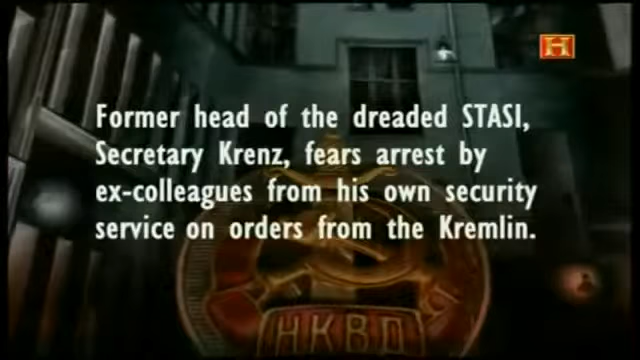 H
Former head of the dreaded STASI,
Secretary Krenz, fears arrest by
ex-colleagues from his own security
service on orders from the Kremlin.
НКВД